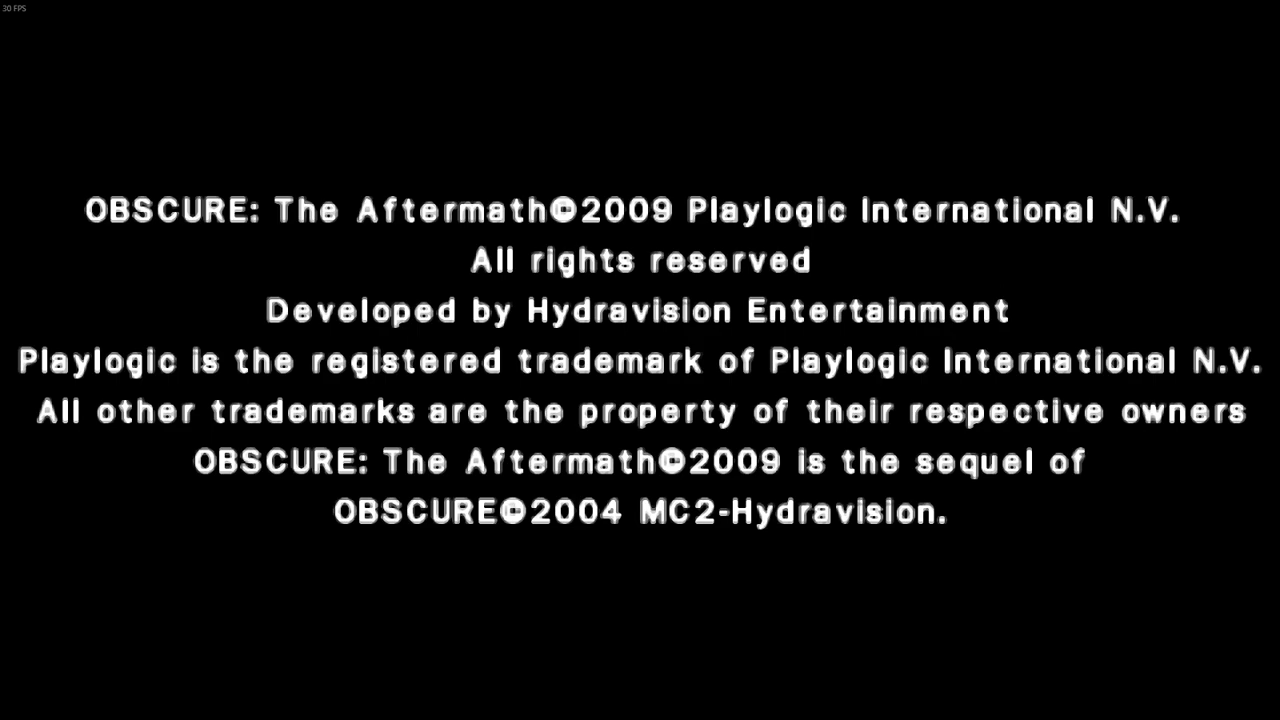 30 FPS
OBSCURE: The Aftermath©2009 Playlogic International N.V.
All rights reserved
Developed by Hydravision Entertainment
Playlogic is the registered trademark of Playlogic International N.V.
All other trademarks are the property of their respective owners
OBSCURE: The Aftermath©2009 is the sequel of
OBSCURE©2004 MC2-Hydravision.